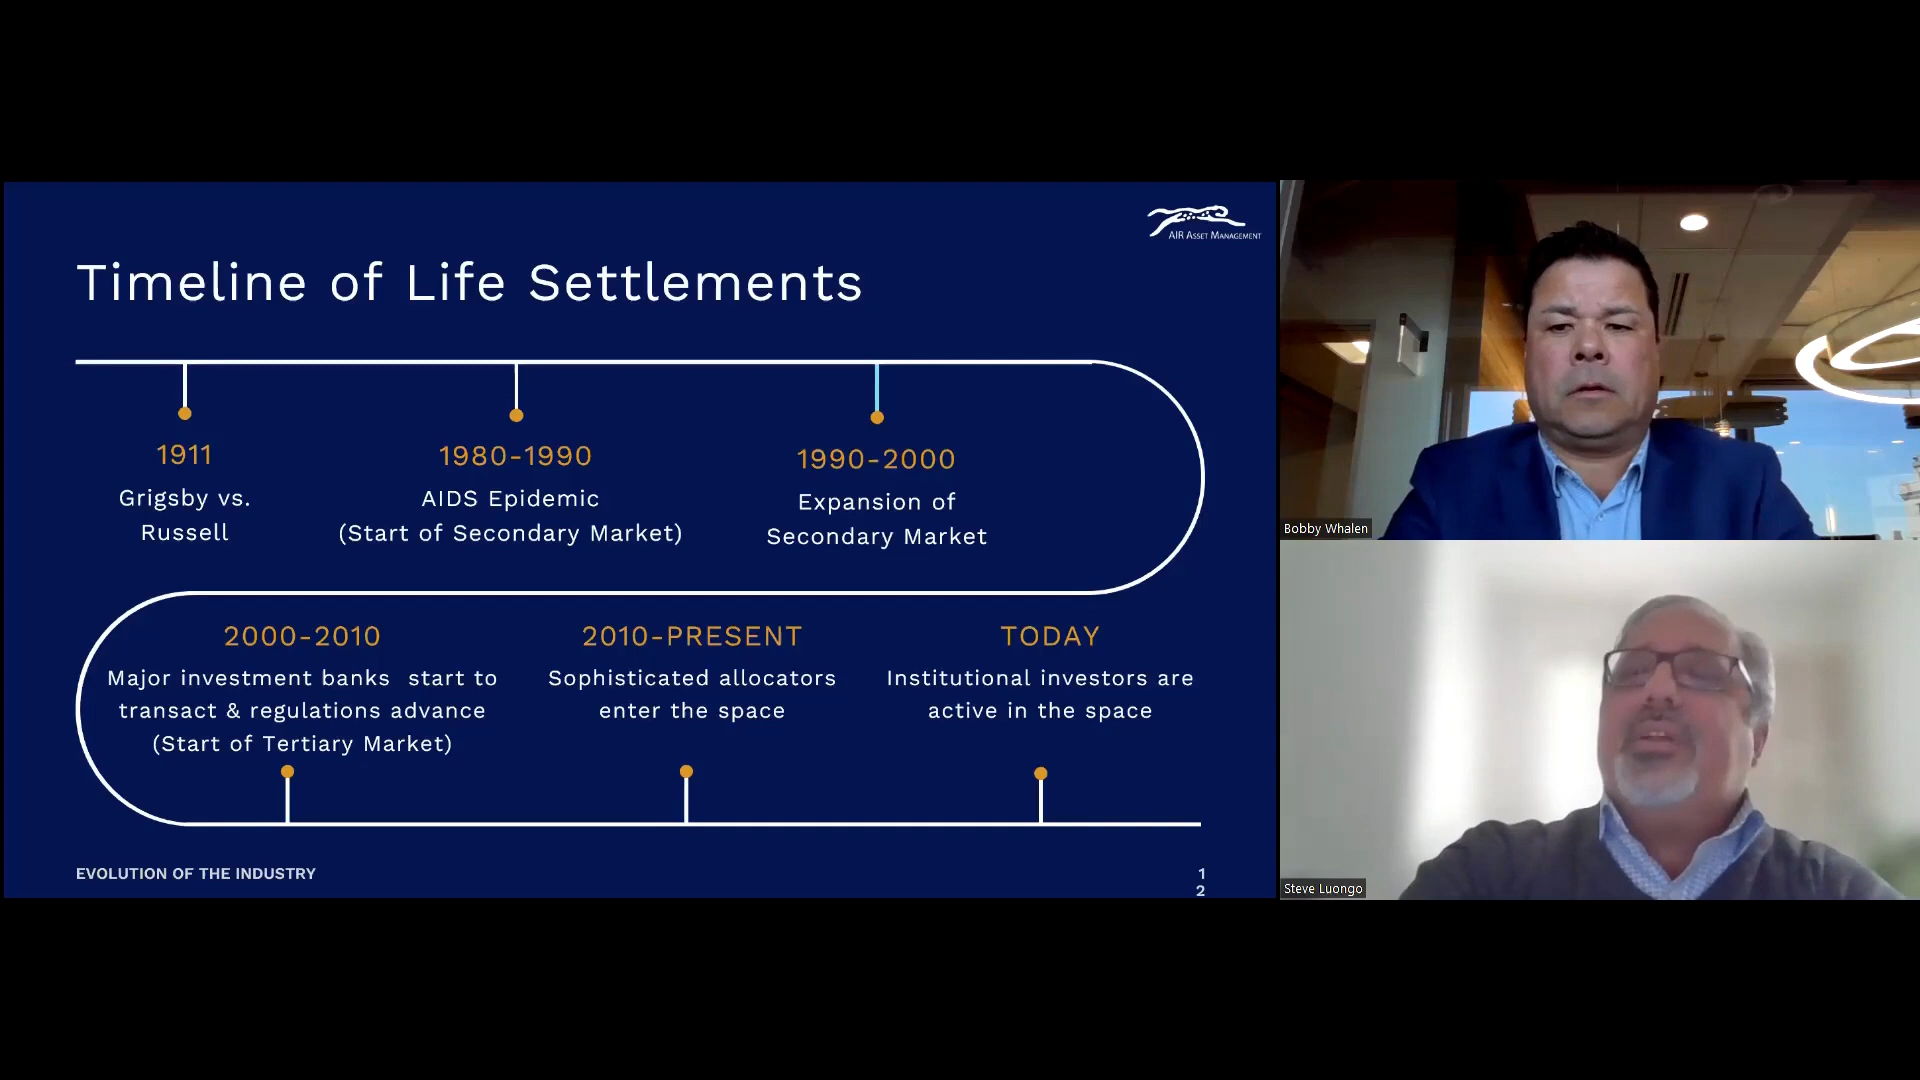 AIR ASSET MANAGEMENT
Timeline of Life Settlements
1911
Grigsby vs.
Russell
1980-1990
AIDS Epidemic
(Start of Secondary Market)
1990-2000
Expansion of
Secondary Market
2000-2010
Major investment banks start to
transact & regulations advance
(Start of Tertiary Market)
2010-PRESENT
Sophisticated allocators
enter the space
TODAY
Institutional investors are
active in the space
EVOLUTION OF THE INDUSTRY
1
2
Bobby Whalen
Steve Luongo